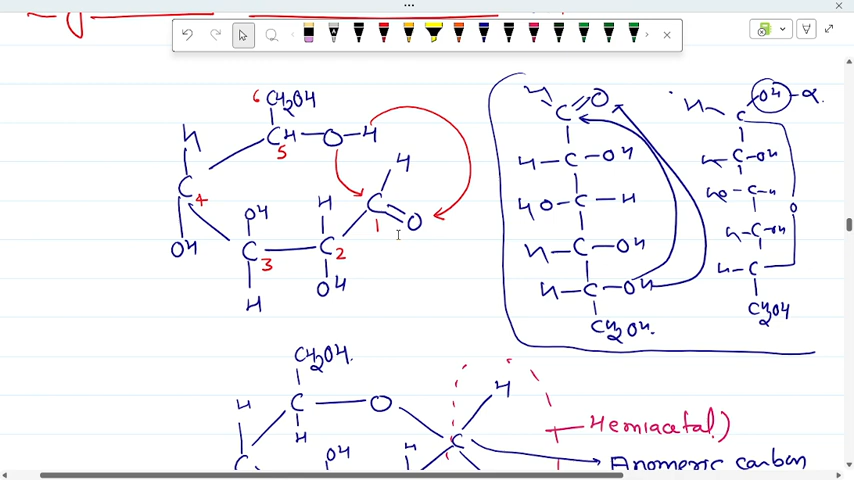 6 CH2OH
H
CH—O—H
5
C
4
H
OH
H
C
C
1
O
C
3
C
2
OH
OH
H
H
C
O
H—C—OH
HO—C—H
H—C—OH
H—C—OH
CH2OH.
H—C
OH-α.
H—C—OH
HO—C—H
O
H—C—OH
H—C
CH2OH
CH2OH.
H
C—O
H
H
Hemiacetal)
C
OH
H
C
Anomeric carbon